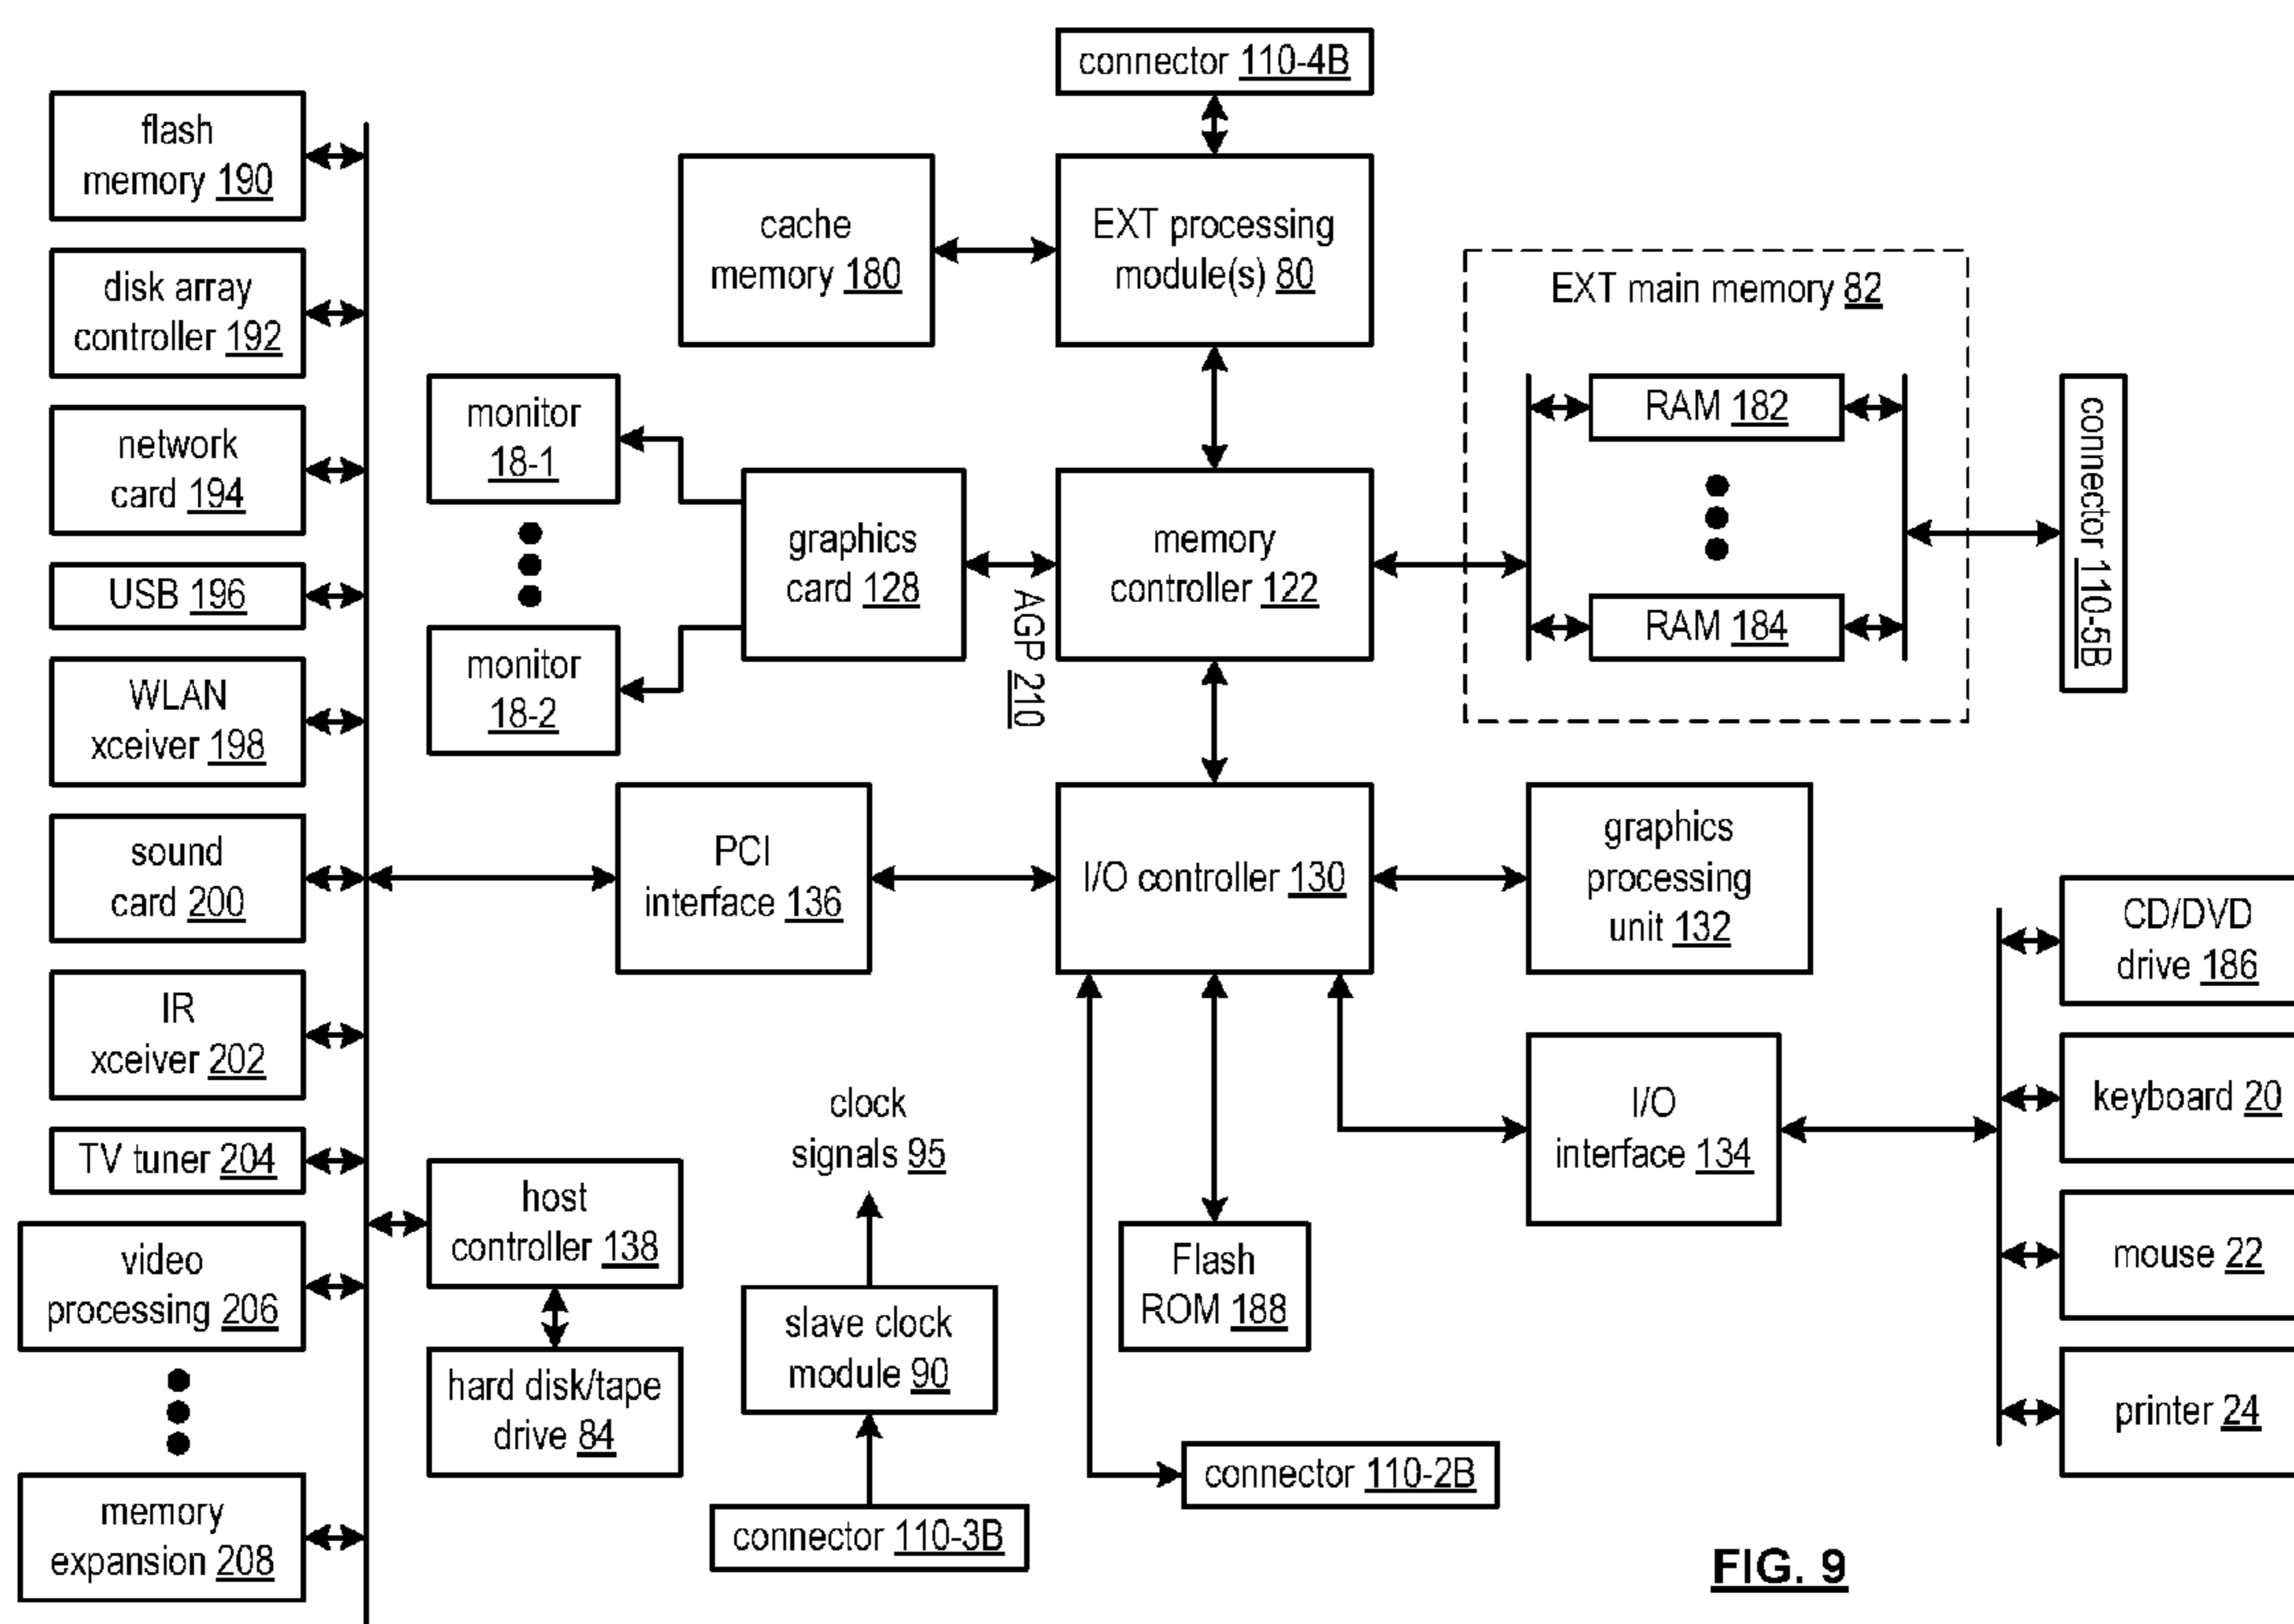 connector 110-4B
flash
memory 190
cache
memory 180
EXT processing
module(s) 80
disk array
controller 192
EXT main memory 82
RAM 182
RAM 184
connector 110-5B
monitor
18-1
monitor
18-2
graphics
card 128
AGP 210
memory
controller 122
network
card 194
USB 196
WLAN
xceiver 198
sound
card 200
PCI
interface 136
I/O controller 130
graphics
processing
unit 132
CD/DVD
drive 186
IR
xceiver 202
clock
signals 95
I/O
interface 134
keyboard 20
TV tuner 204
host
controller 138
video
processing 206
slave clock
module 90
Flash
ROM 188
mouse 22
hard disk/tape
drive 84
printer 24
connector 110-2B
memory
expansion 208
connector 110-3B
FIG. 9